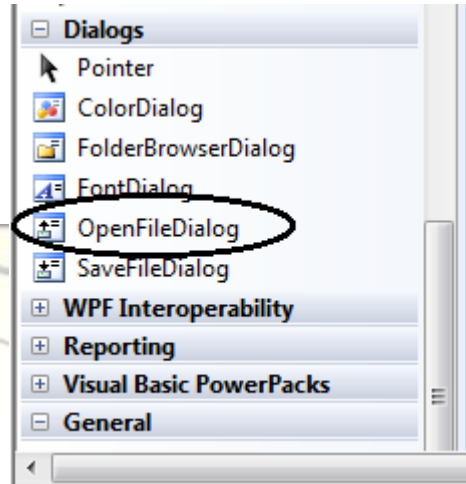 Dialogs
Pointer
ColorDialog
FolderBrowserDialog
FontDialog
OpenFileDialog
SaveFileDialog
WPF Interoperability
Reporting
Visual Basic PowerPacks
General